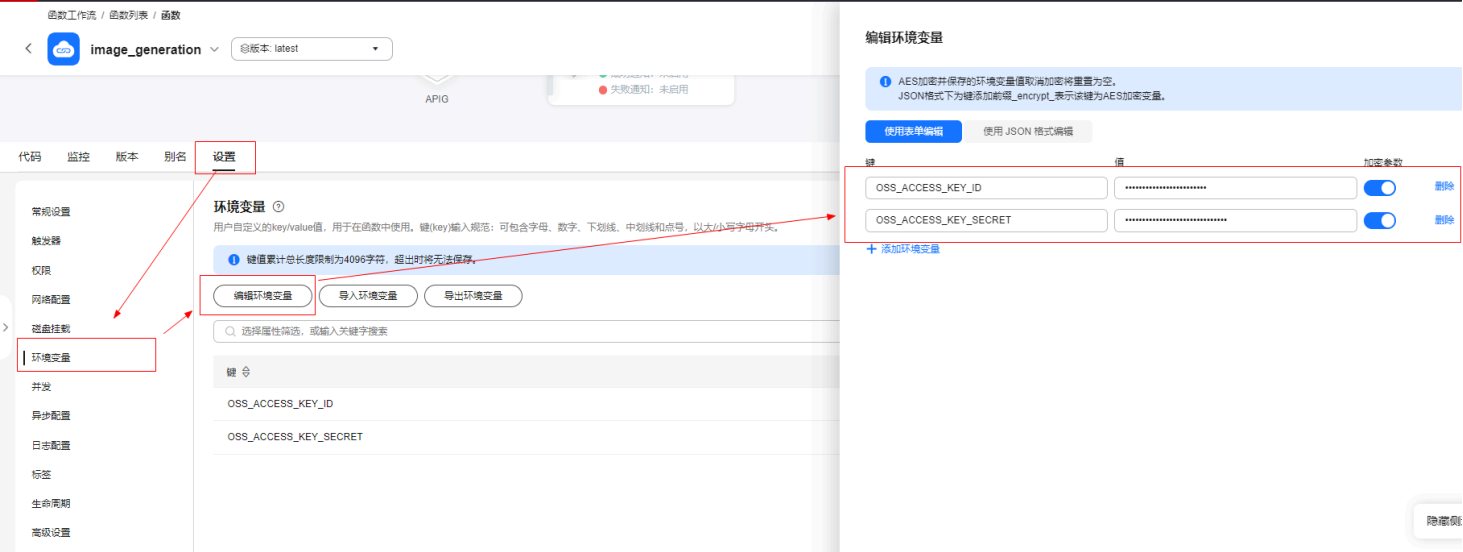 函数工作流 / 函数列表 / 函数
image_generation
版本: latest
APIG
失败通知：未启用
代码 监控 版本 别名 设置
常规设置
触发器
权限
网络配置
磁盘挂载
环境变量
并发
异步配置
日志配置
标签
生命周期
高级设置
环境变量
用户自定义的key/value值，用于在函数中使用。键(key)输入规范：可包含字母、数字、下划线、中划线和点号，以大/小写字母开头。
键值累计总长度限制为4096字符，超出时将无法保存。
编辑环境变量 导入环境变量 导出环境变量
选择属性筛选，或输入关键字搜索
键
OSS_ACCESS_KEY_ID
OSS_ACCESS_KEY_SECRET
编辑环境变量
AES加密并保存的环境变量值取消加密将重置为空。
JSON格式下为键添加前缀_encrypt_表示该键为AES加密变量。
使用表单编辑 使用 JSON 格式编辑
键 值 加密参数
OSS_ACCESS_KEY_ID 删除
OSS_ACCESS_KEY_SECRET 删除
添加环境变量
隐藏侧